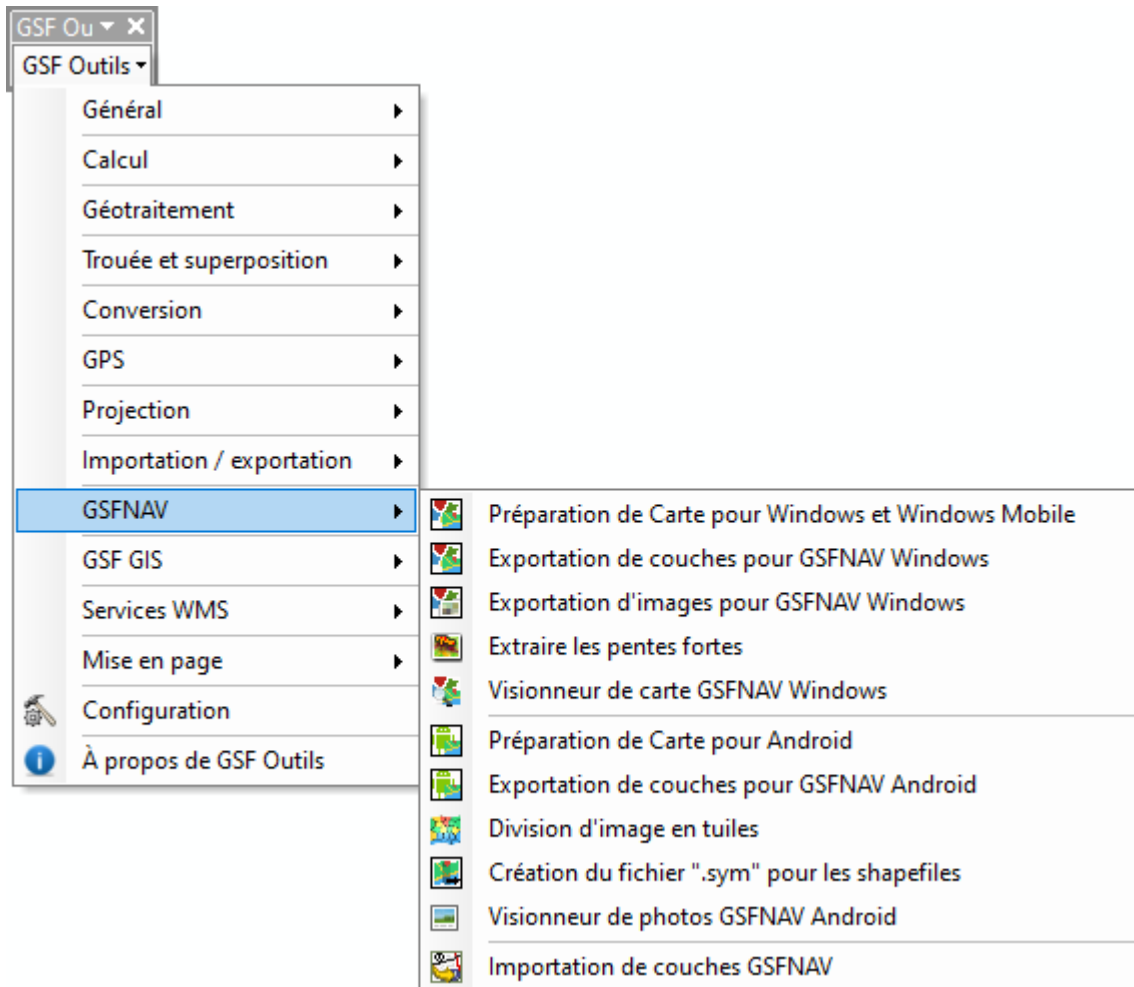 GSF Ou
GSF Outils
Général
Calcul
Géotraitement
Trouée et superposition
Conversion
GPS
Projection
Importation / exportation
GSFNAV
GSF GIS
Services WMS
Mise en page
Configuration
À propos de GSF Outils
Préparation de Carte pour Windows et Windows Mobile
Exportation de couches pour GSFNAV Windows
Exportation d'images pour GSFNAV Windows
Extraire les pentes fortes
Visionneur de carte GSFNAV Windows
Préparation de Carte pour Android
Exportation de couches pour GSFNAV Android
Division d'image en tuiles
Création du fichier ".sym" pour les shapefiles
Visionneur de photos GSFNAV Android
Importation de couches GSFNAV